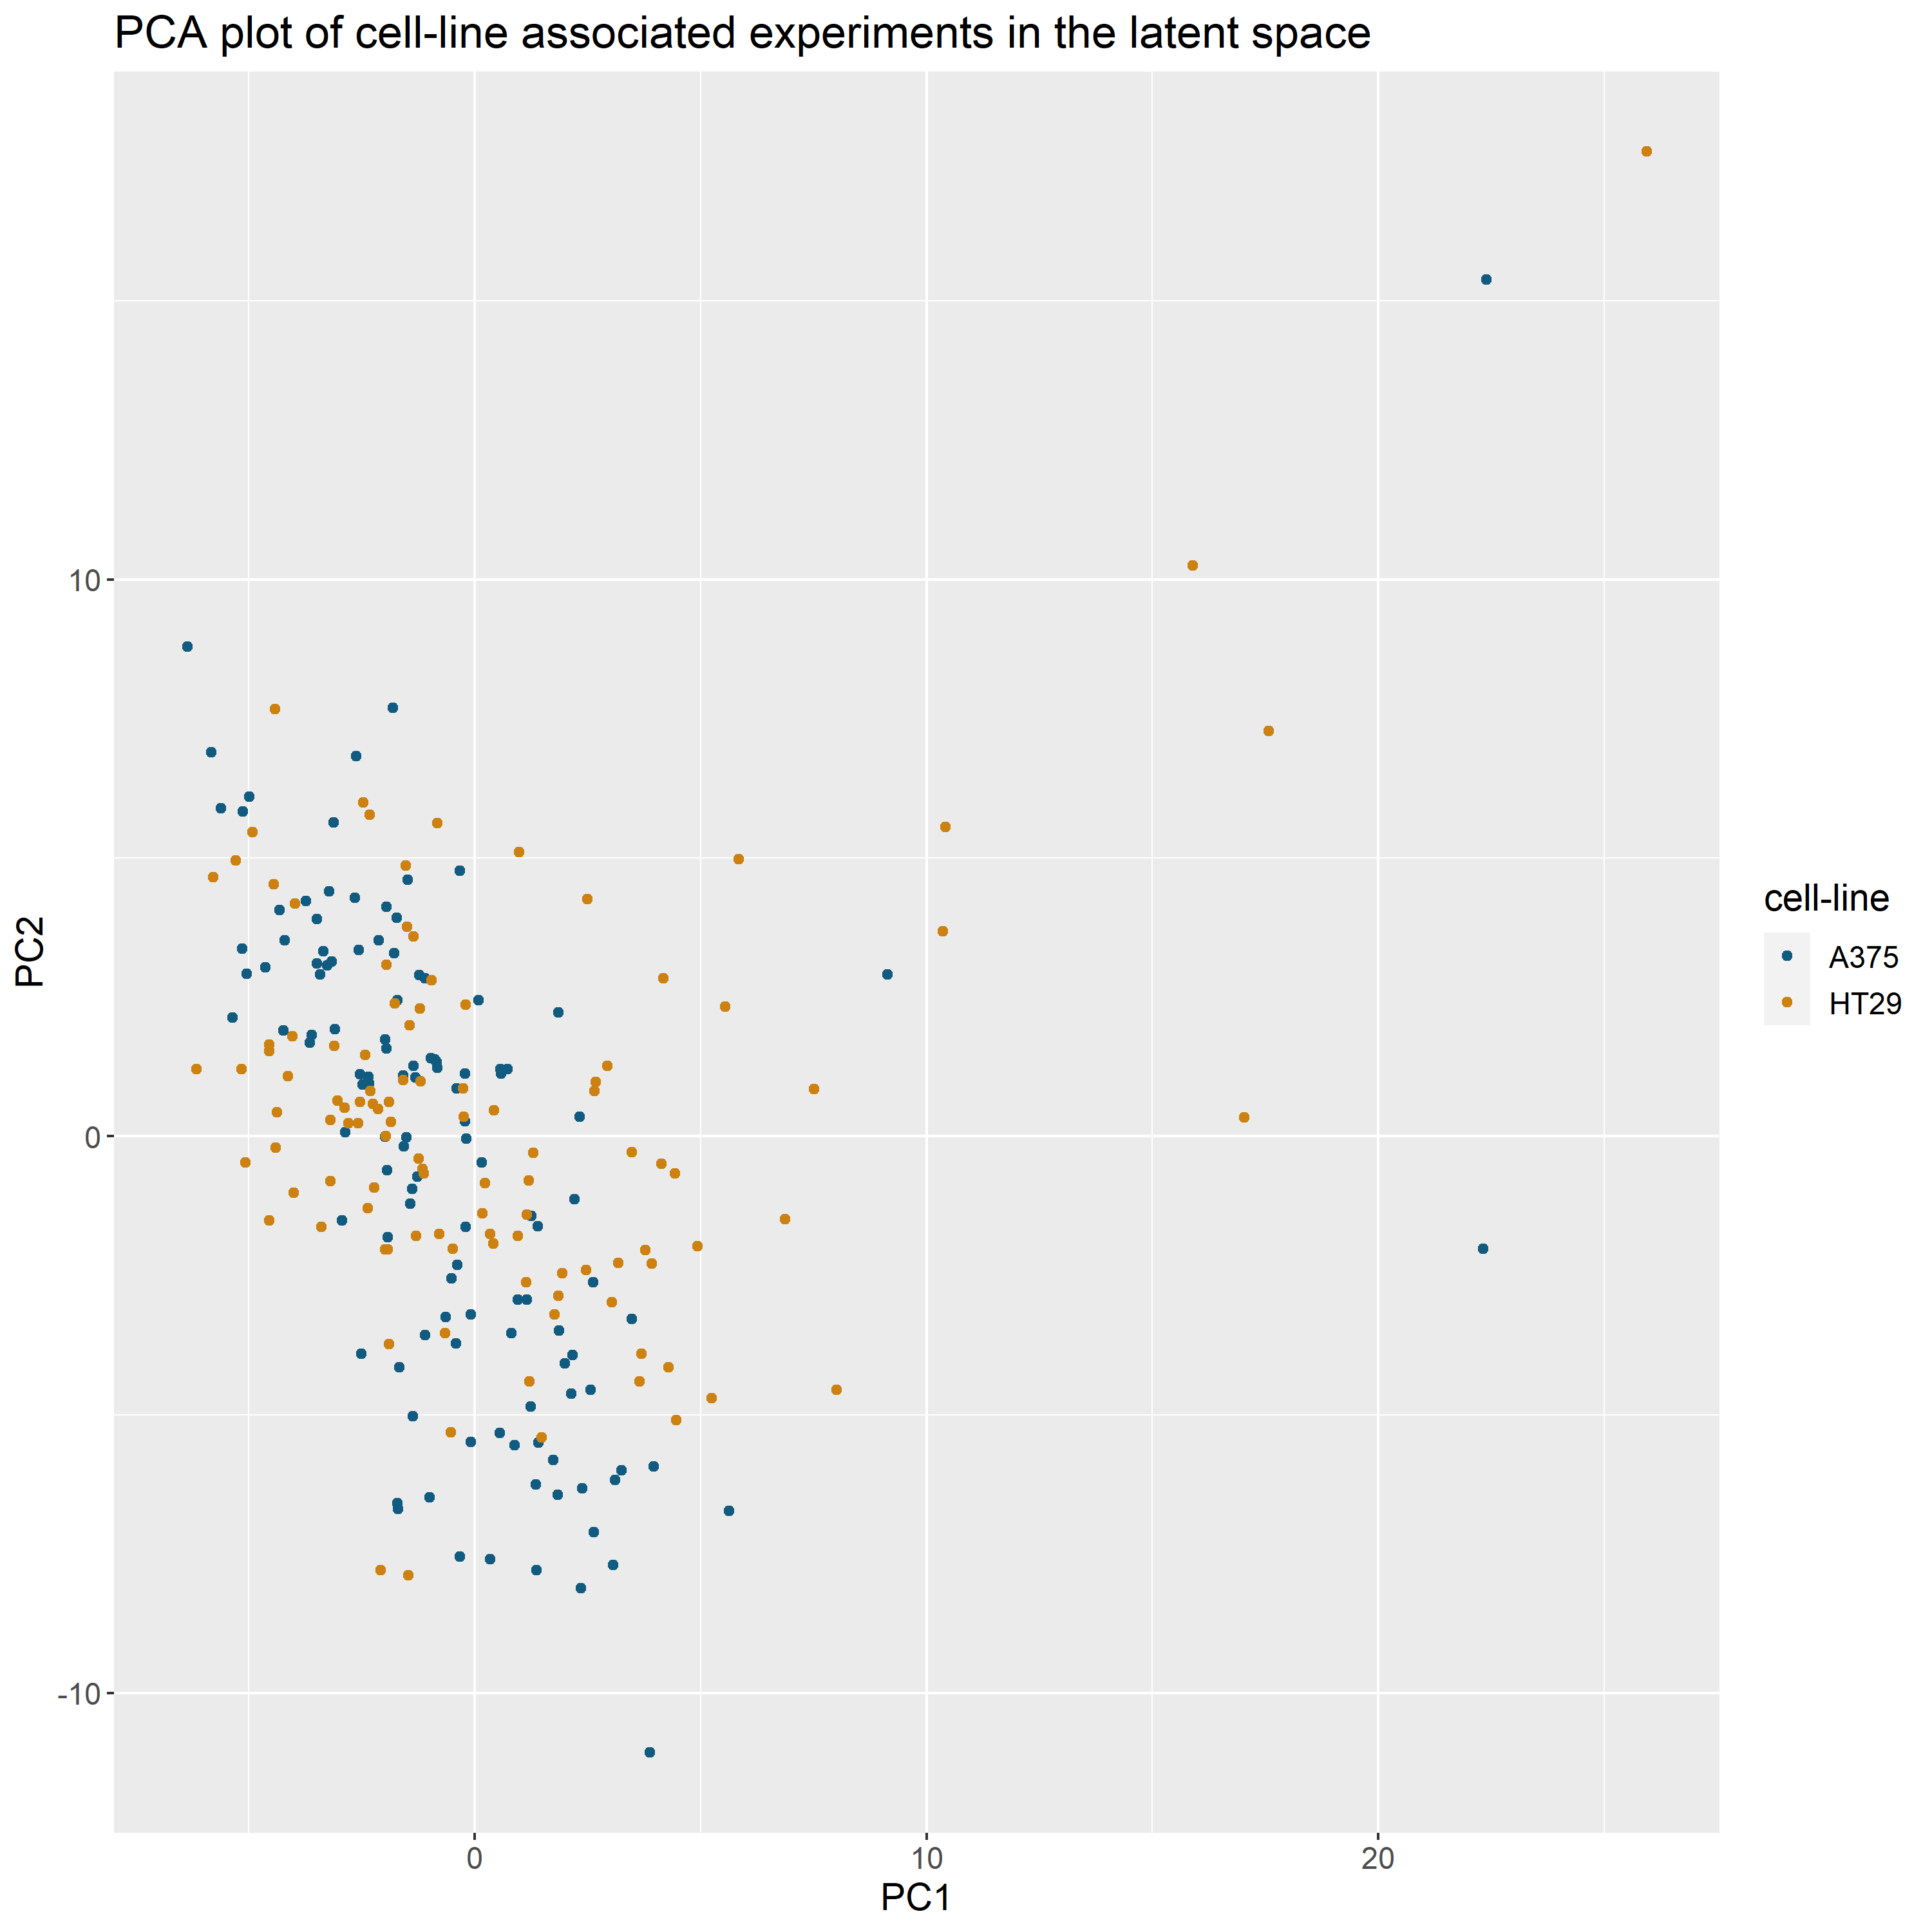 PCA plot of cell-line associated experiments in the latent space
PC2
10
0
-10
0
10
20
PC1
cell-line
A375
HT29